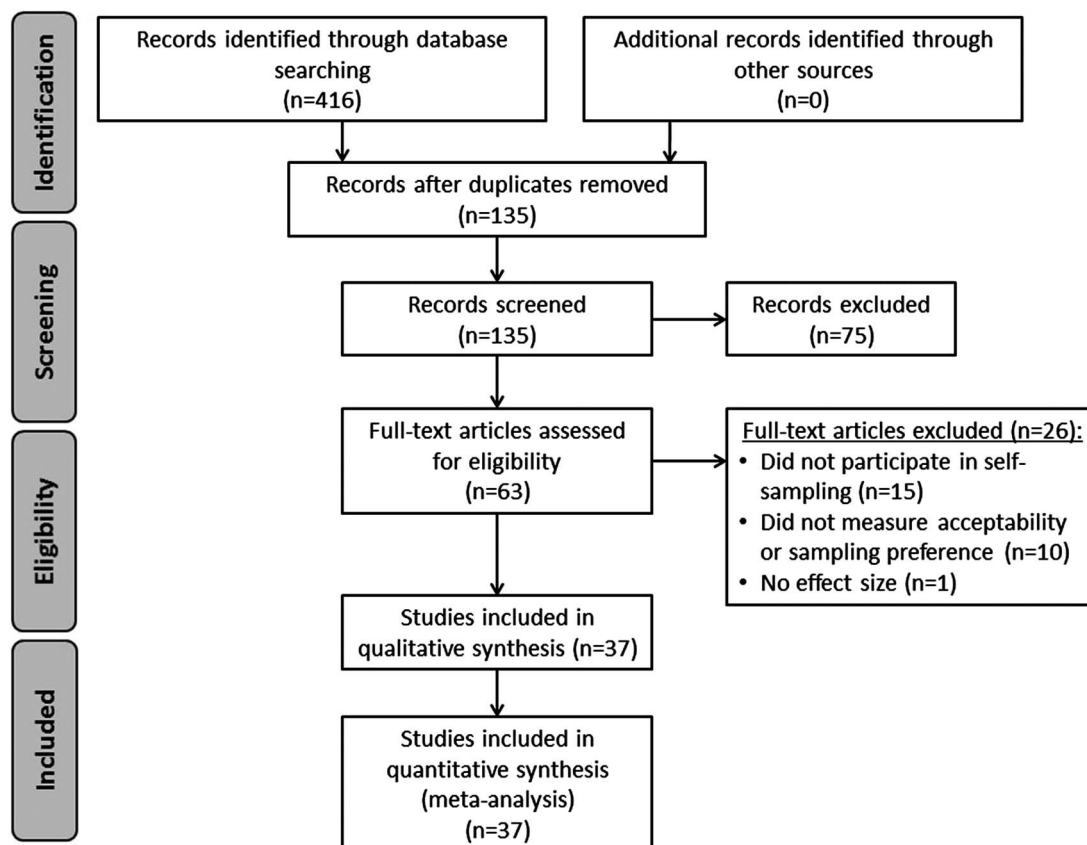 Identification
Records identified through database
searching
(n=416)
Additional records identified through
other sources
(n=0)
Records after duplicates removed
(n=135)
Screening
Records screened
(n=135)
Records excluded
(n=75)
Eligibility
Full-text articles assessed
for eligibility
(n=63)
Full-text articles excluded (n=26):
• Did not participate in self-
sampling (n=15)
• Did not measure acceptability
or sampling preference (n=10)
• No effect size (n=1)
Studies included in
qualitative synthesis (n=37)
Included
Studies included in
quantitative synthesis
(meta-analysis)
(n=37)